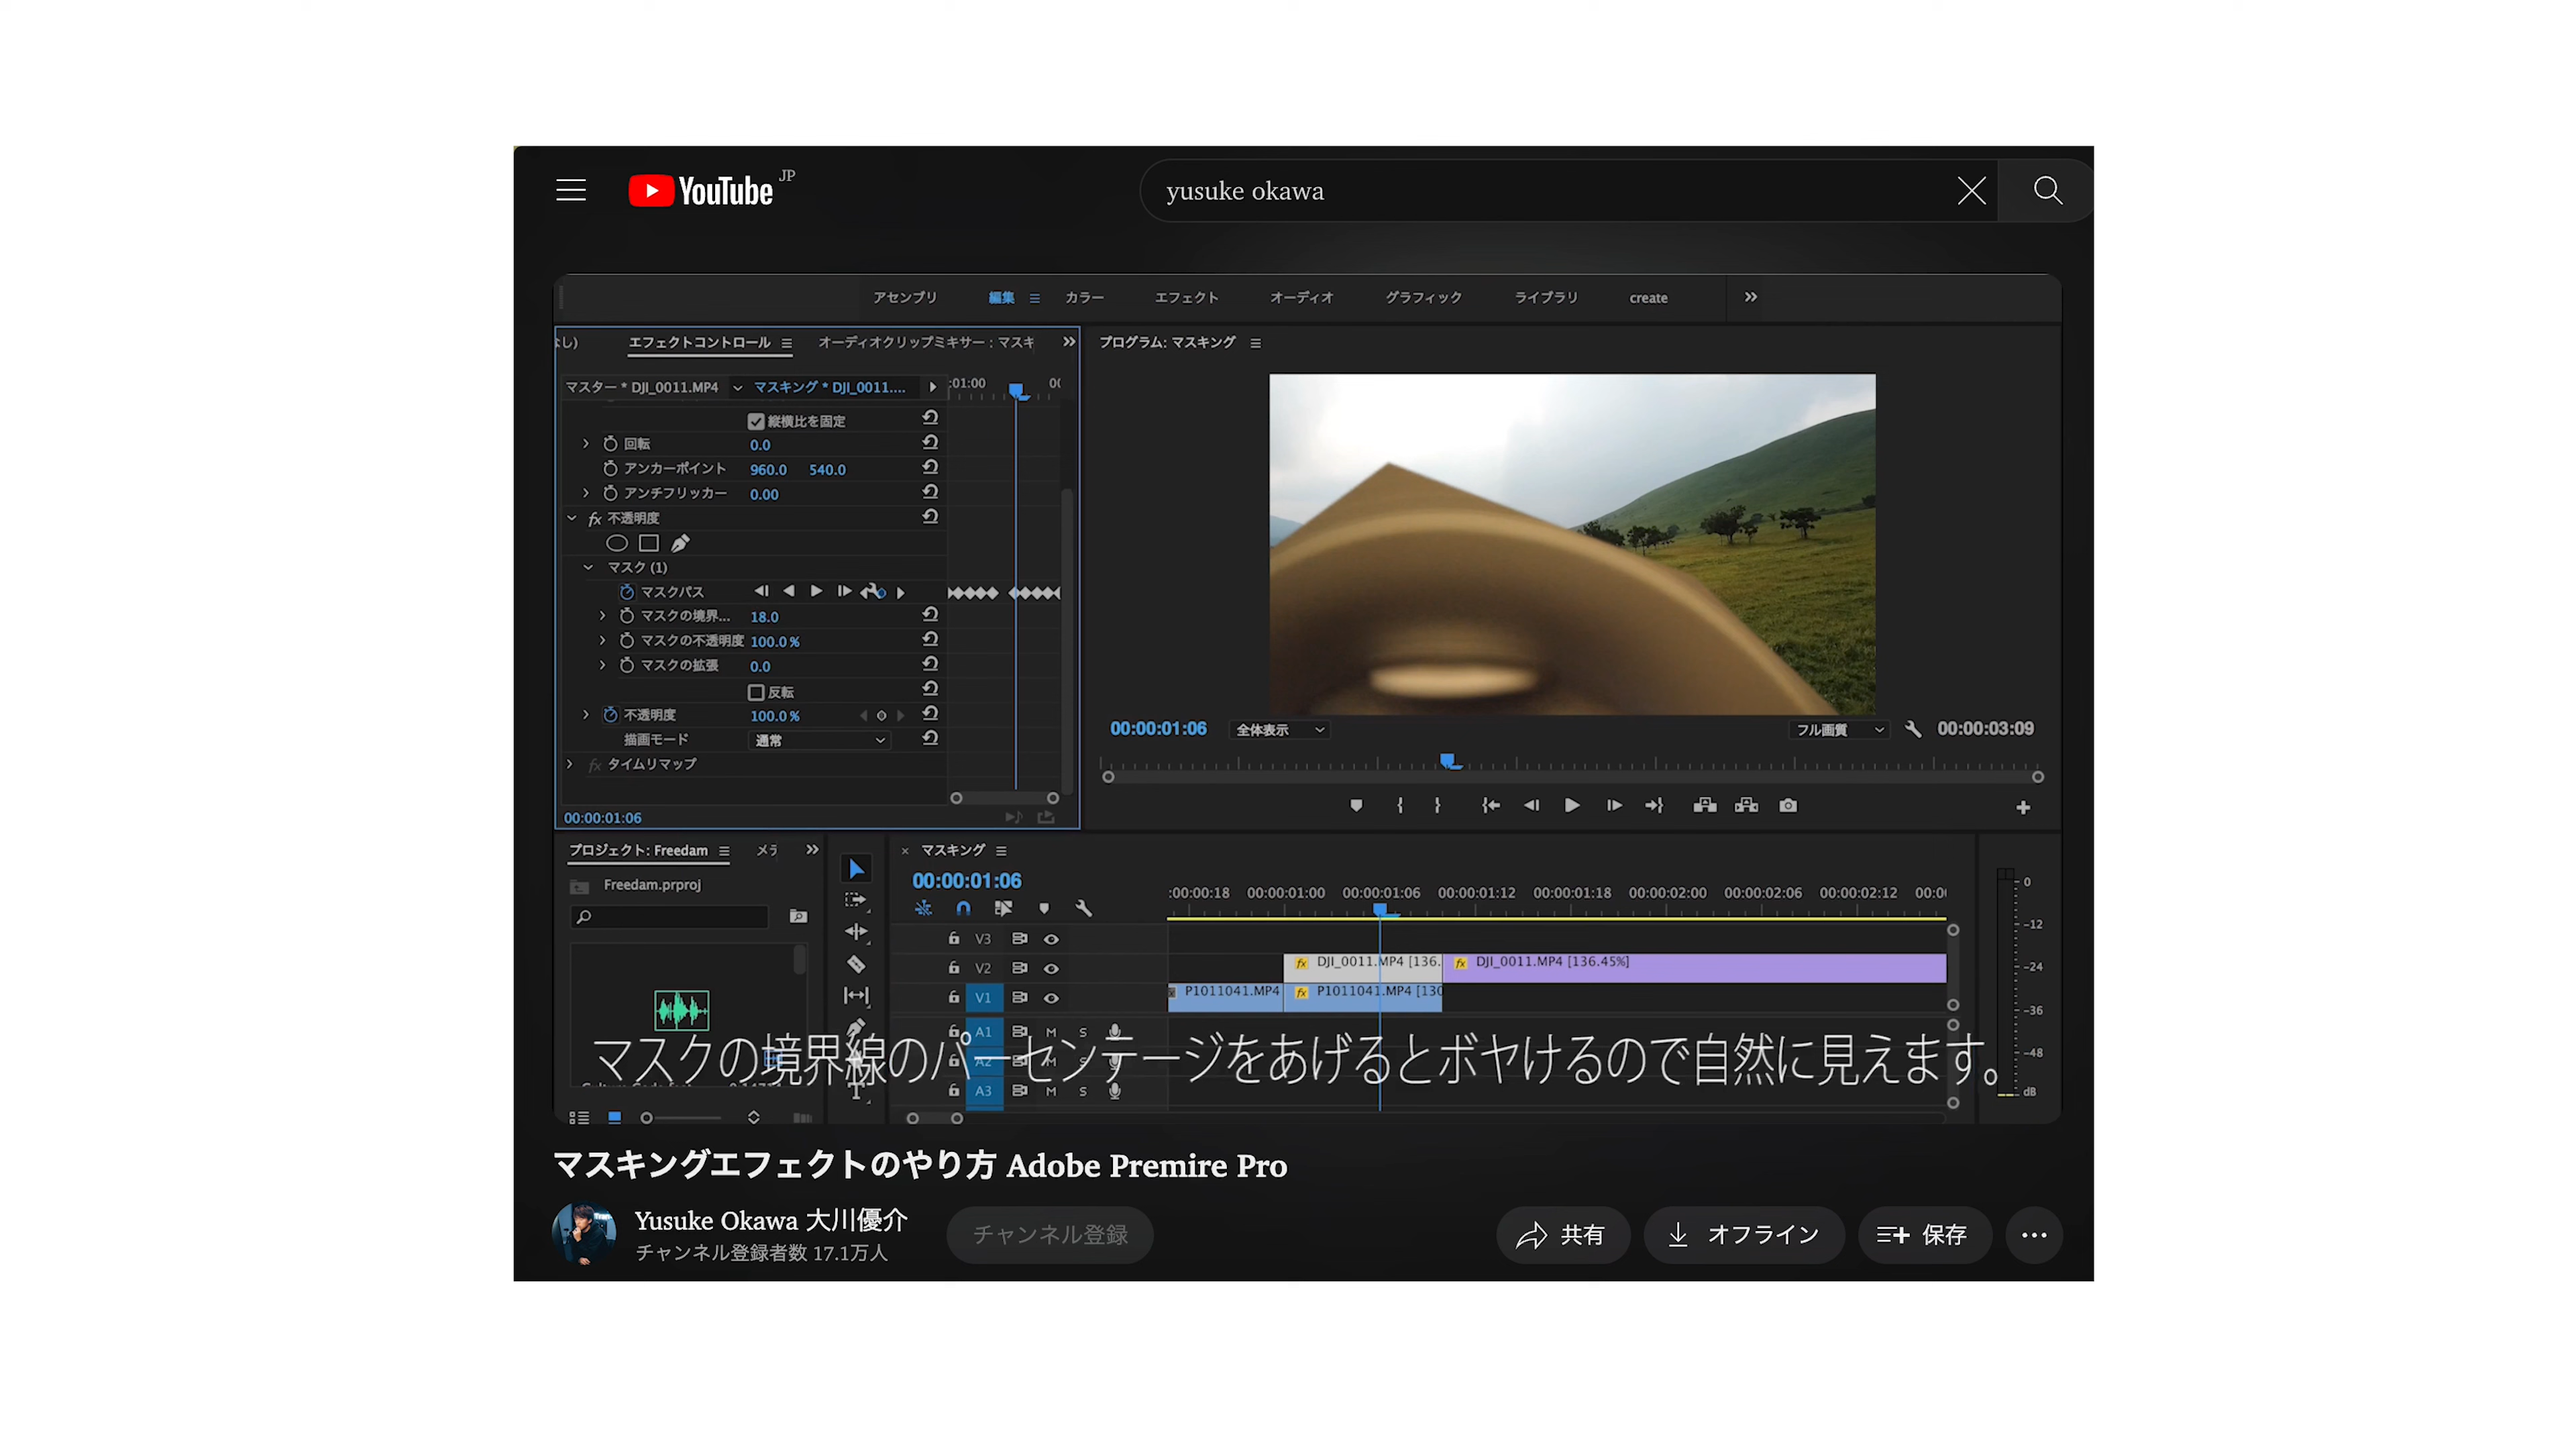 YouTube JP
yusuke okawa
アセンブリ 編集 カラー エフェクト オーディオ グラフィック ライブラリ create
エフェクトコントロール オーディオクリップミキサー : マスキ
プログラム: マスキング
マスター * DJI_0011.MP4 マスキング * DJI_0011....
:01:00 00
縦横比を固定
回転 0.0
アンカーポイント 960.0 540.0
アンチフリッカー 0.00
fx 不透明度
マスク (1)
マスクパス
マスクの境界... 18.0
マスクの不透明度 100.0 %
マスクの拡張 0.0
反転
不透明度 100.0 %
描画モード 通常
fx タイムリマップ
00:00:01:06
00:00:01:06 全体表示 フル画質 00:00:03:09
プロジェクト: Freedam メラ
Freedam.prproj
マスキング
00:00:01:06
:00:00:18 00:00:01:00 00:00:01:06 00:00:01:12 00:00:01:18 00:00:02:00 00:00:02:06 00:00:02:12 00:00
V3
V2 fx DJI_0011.MP4 [136. fx DJI_0011.MP4 [136.45%]
V1 P1011041.MP4 fx P1011041.MP4 [130
A1 M S
A2 M S
A3 M S
0
-12
-24
-36
-48
dB
マスクの境界線のパーセンテージをあげるとボヤけるので自然に見えます。
マスキングエフェクトのやり方 Adobe Premire Pro
Yusuke Okawa 大川優介
チャンネル登録者数 17.1万人
チャンネル登録
共有 オフライン 保存